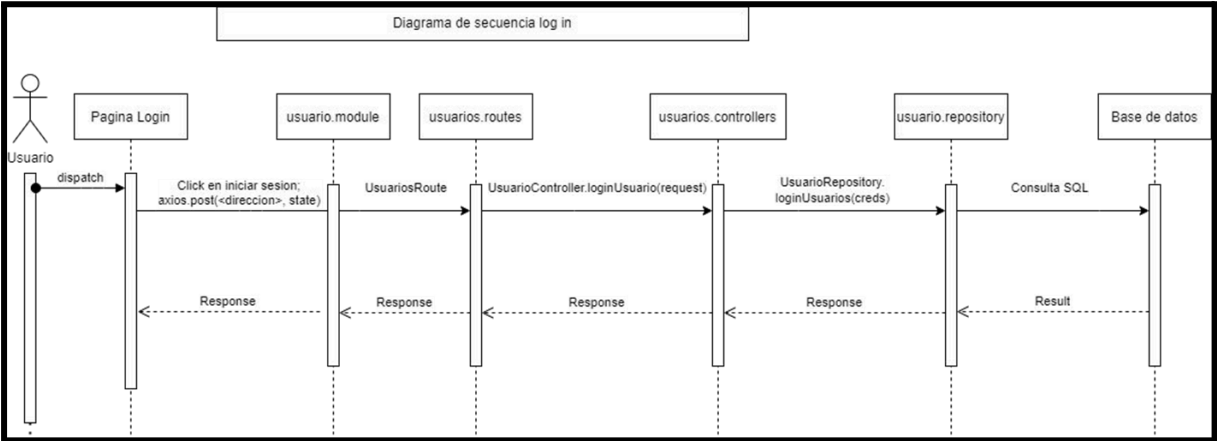 Diagrama de secuencia log in
Pagina Login
usuario.module
usuarios.routes
usuarios.controllers
usuario.repository
Base de datos
Usuario
dispatch
Click en iniciar sesion;
axios.post(<direccion>, state)
UsuariosRoute
UsuarioController.loginUsuario(request)
UsuarioRepository.
loginUsuarios(creds)
Consulta SQL
Response
Response
Response
Response
Result